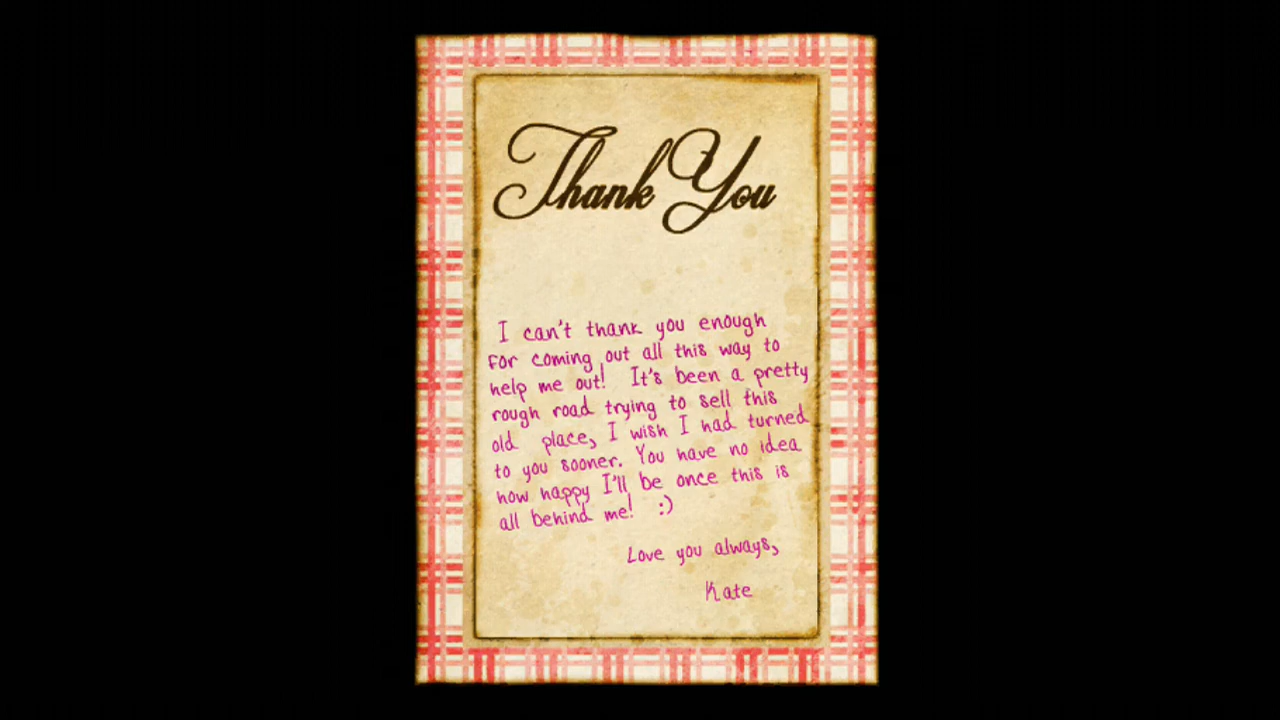 Thank You
I can't thank you enough
for coming out all this way to
help me out! It's been a pretty
rough road trying to sell this
old place, I wish I had turned
to you sooner. You have no idea
how happy I'll be once this is
all behind me! :)
Love you always,
Kate